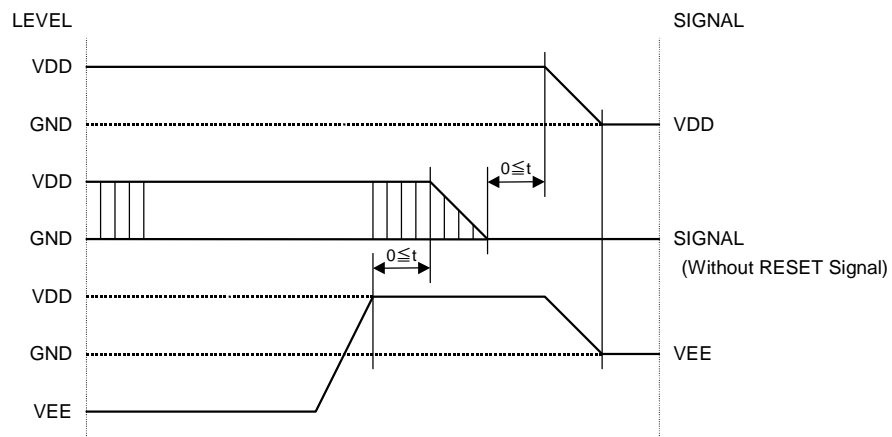 LEVEL SIGNAL
VDD
GND VDD
0≦t
VDD
GND SIGNAL
(Without RESET Signal)
0≦t
VDD
GND VEE
VEE